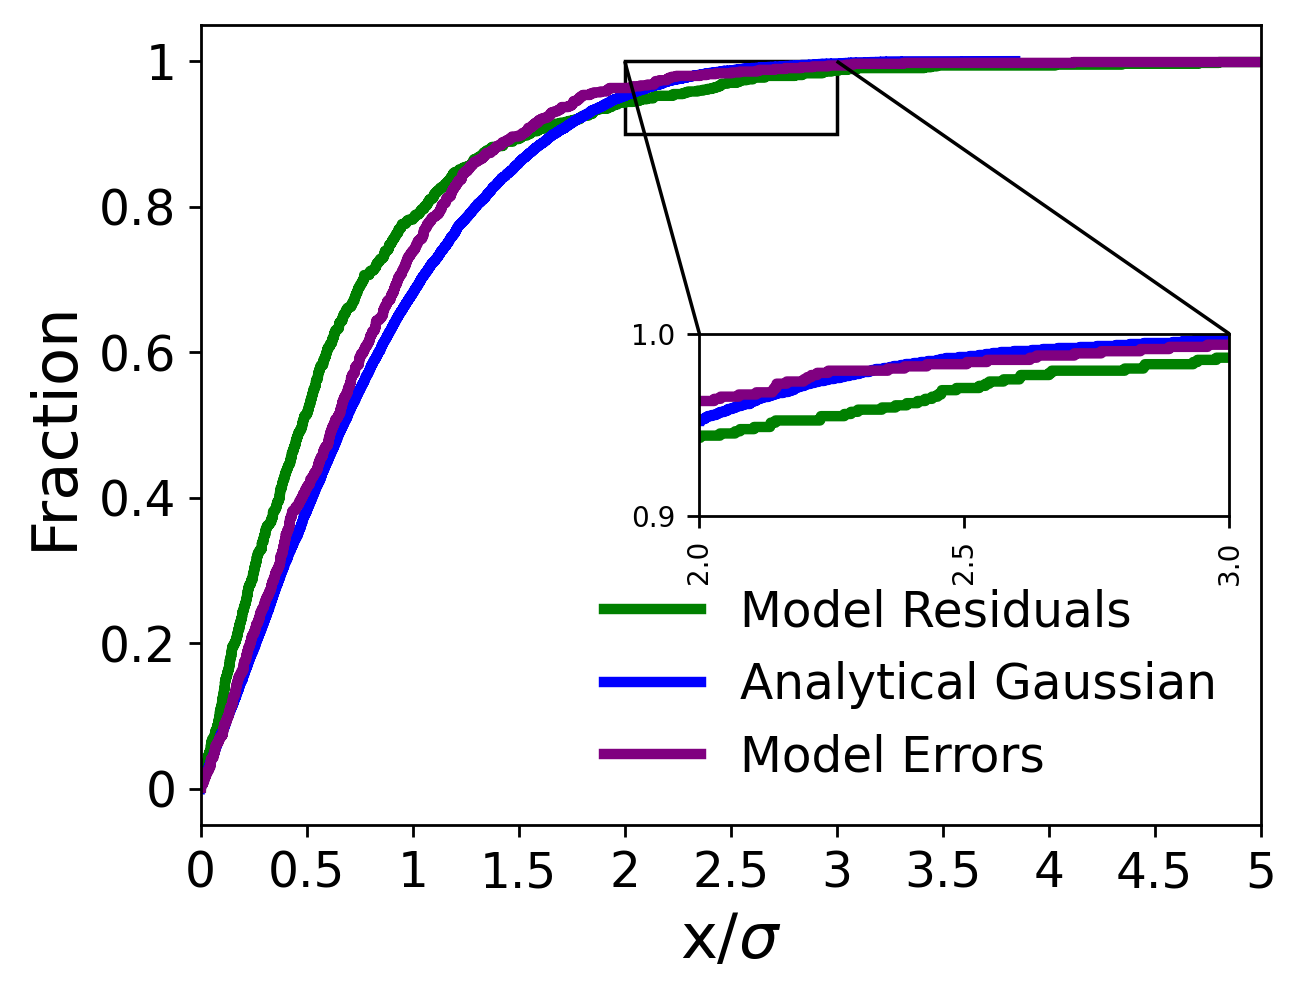 1
0.8
0.6
0.4
0.2
0
Fraction
1.0
0.9
2.0
2.5
3.0
Model Residuals
Analytical Gaussian
Model Errors
0 0.5 1 1.5 2 2.5 3 3.5 4 4.5 5
x/σ